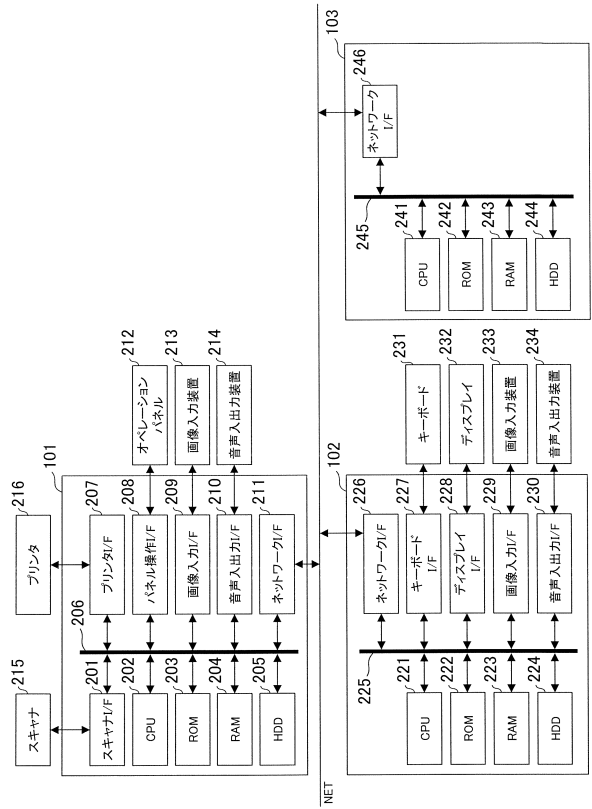 215
スキャナ
216
プリンタ
101
206
201
スキャナI/F
202
CPU
203
ROM
204
RAM
205
HDD
207
プリンタI/F
208
パネル操作I/F
209
画像入力I/F
210
音声入出力I/F
211
ネットワークI/F
212
オペレーション
パネル
213
画像入力装置
214
音声入出力装置
NET
102
225
221
CPU
222
ROM
223
RAM
224
HDD
226
ネットワークI/F
227
キーボード
I/F
228
ディスプレイ
I/F
229
画像入力I/F
230
音声入出力I/F
231
キーボード
232
ディスプレイ
233
画像入力装置
234
音声入出力装置
103
245
241
CPU
242
ROM
243
RAM
244
HDD
246
ネットワーク
I/F